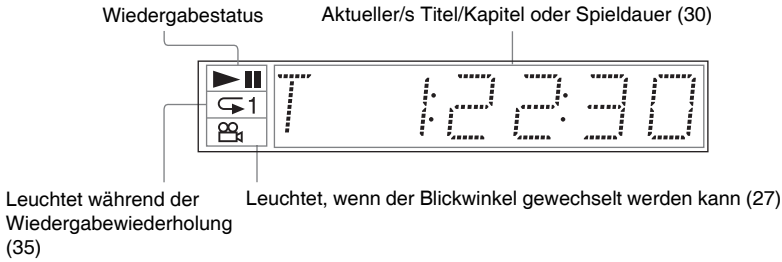 Wiedergabestatus
Aktueller/s Titel/Kapitel oder Spieldauer (30)
T 1:22:30
1
Leuchtet während der
Wiedergabewiederholung
(35)
Leuchtet, wenn der Blickwinkel gewechselt werden kann (27)